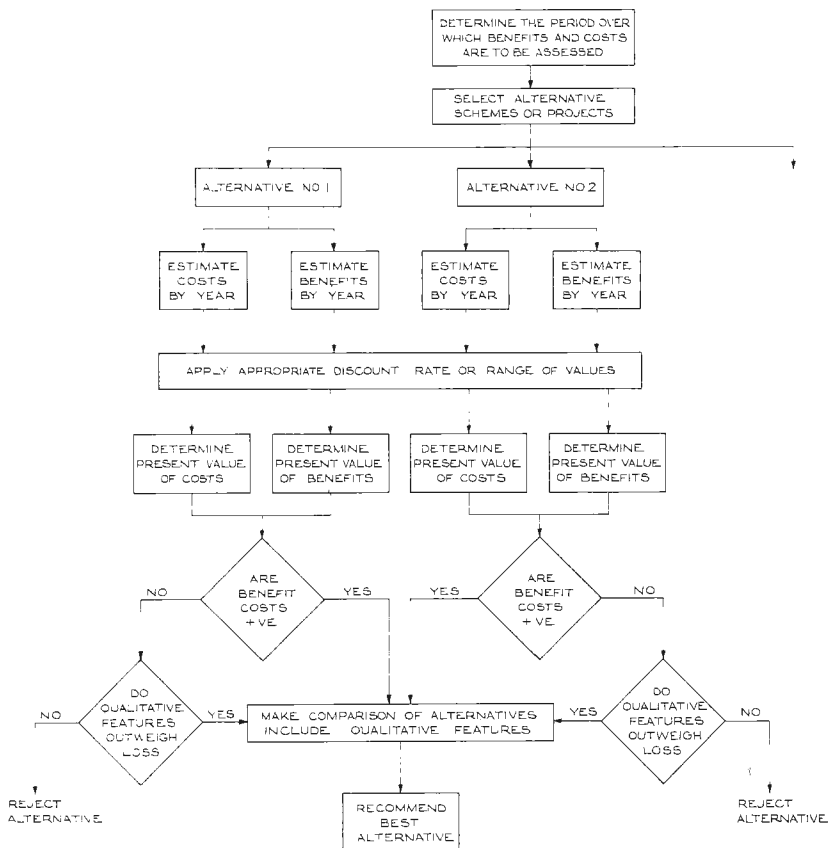 DETERMINE THE PERIOD OVER
WHICH BENEFITS AND COSTS
ARE TO BE ASSESSED
SELECT ALTERNATIVE
SCHEMES OR PROJECTS
ALTERNATIVE NO 1
ALTERNATIVE NO 2
ESTIMATE
COSTS
BY YEAR
ESTIMATE
BENEFITS
BY YEAR
ESTIMATE
COSTS
BY YEAR
ESTIMATE
BENEFITS
BY YEAR
APPLY APPROPRIATE DISCOUNT RATE OR RANGE OF VALUES
DETERMINE
PRESENT VALUE
OF COSTS
DETERMINE
PRESENT VALUE
OF BENEFITS
DETERMINE
PRESENT VALUE
OF COSTS
DETERMINE
PRESENT VALUE
OF BENEFITS
NO
ARE
BENEFIT
COSTS
+ VE
YES
YES
ARE
BENEFIT
COSTS
+ VE
NO
NO
DO
QUALITATIVE
FEATURES
OUTWEIGH
LOSS
YES
MAKE COMPARISON OF ALTERNATIVES
INCLUDE QUALITATIVE FEATURES
YES
DO
QUALITATIVE
FEATURES
OUTWEIGH
LOSS
NO
REJECT
ALTERNATIVE
RECOMMEND
BEST
ALTERNATIVE
REJECT
ALTERNATIVE